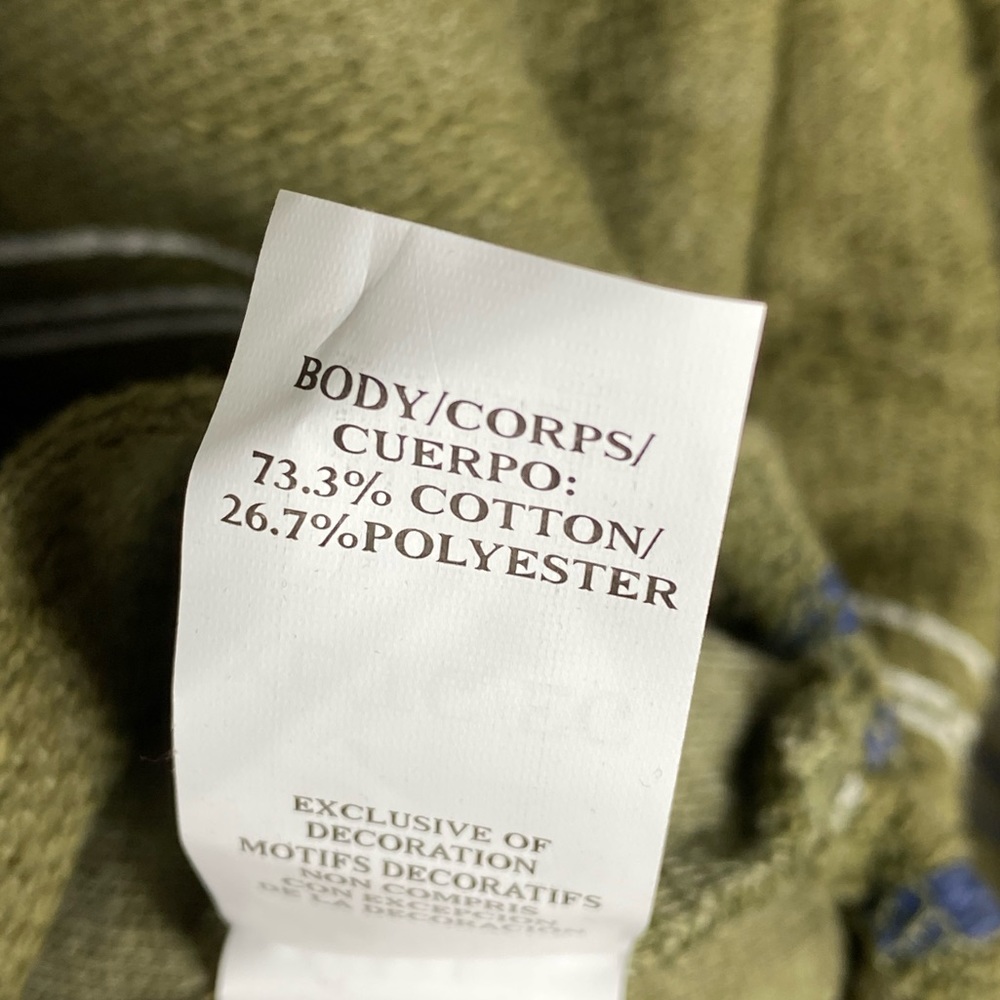 BODY/CORPS/
CUERPO:
73.3% COTTON/
26.7%POLYESTER
EXCLUSIVE OF
DECORATION
MOTIFS DECORATIFS
NON COMPRIS
CON EXCEPCION
DE LA DECORACION